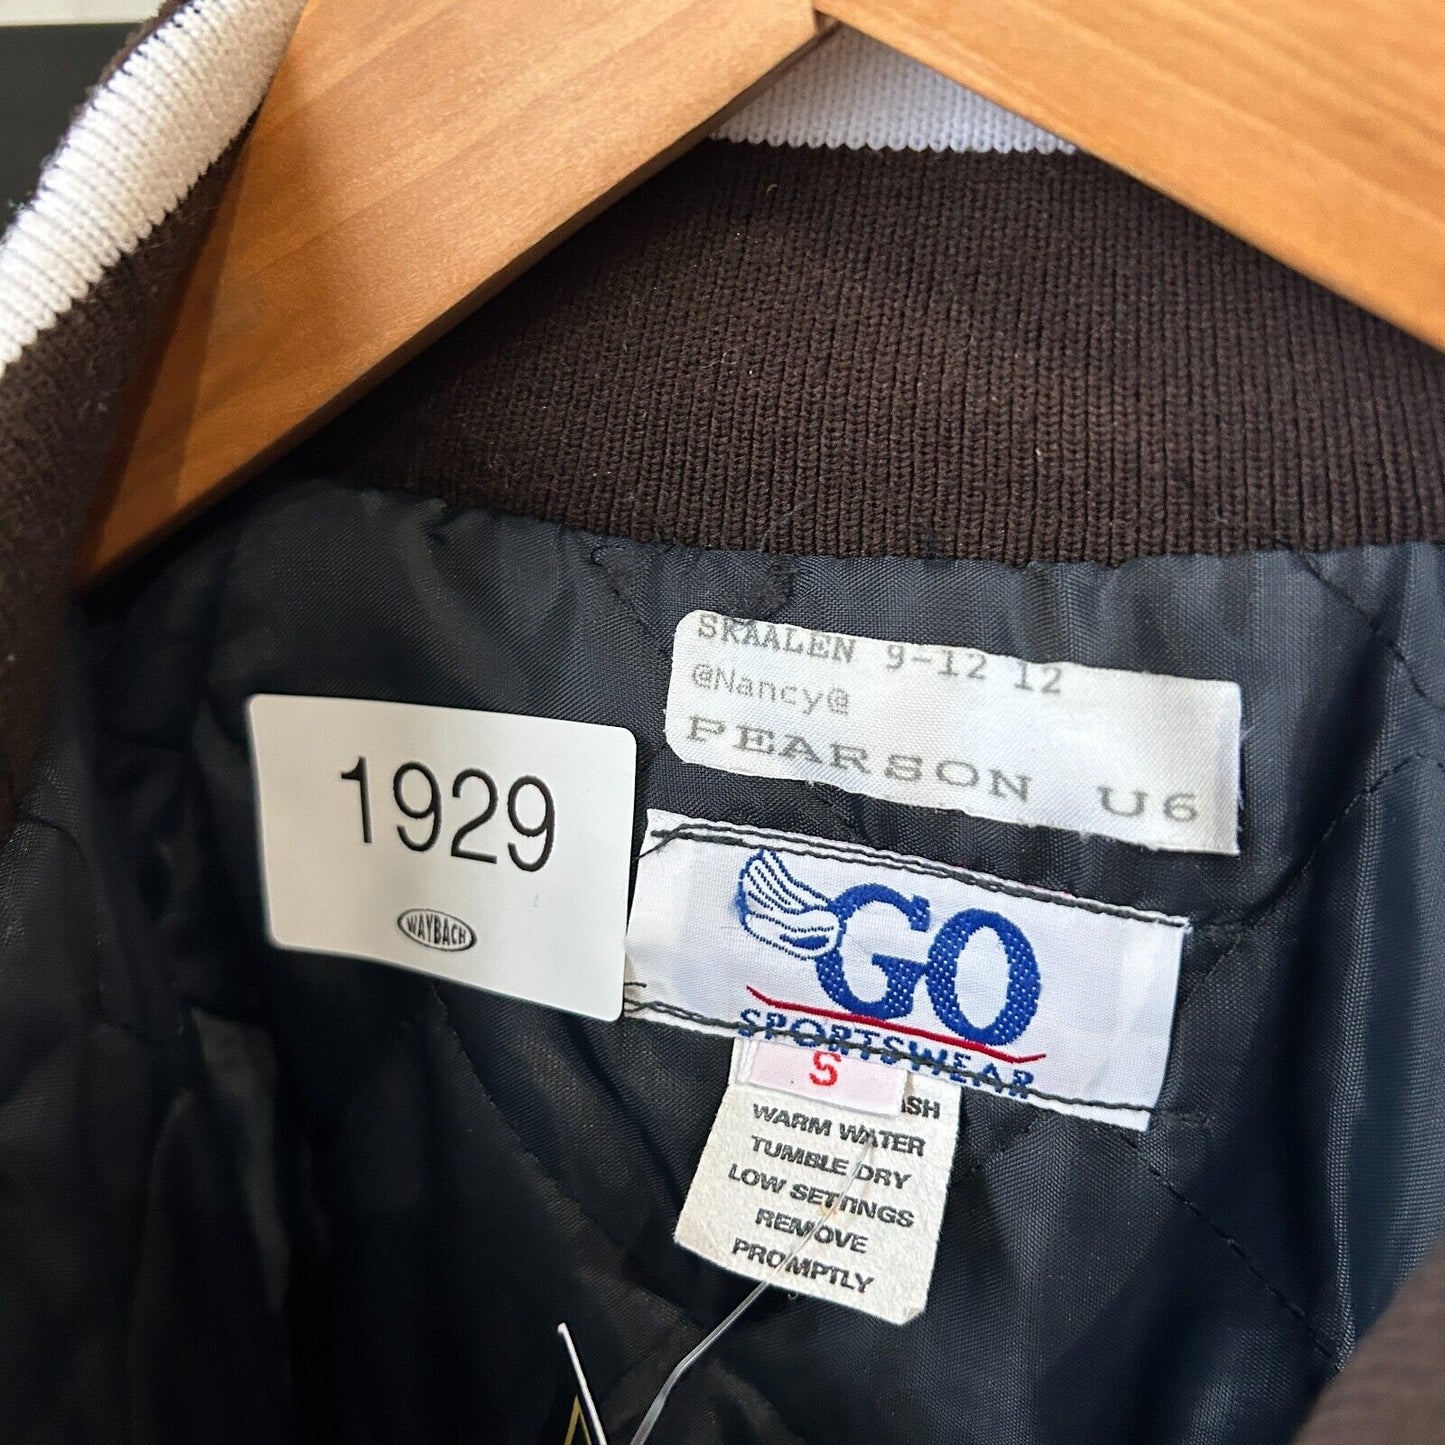 SKAALEN 9-12 12
@Nancy@
PEARSON U6
1929
WAYBACH
GO
SPORTSWEAR
S
WARM WATER
TUMBLE DRY
LOW SETTINGS
REMOVE
PROMPTLY